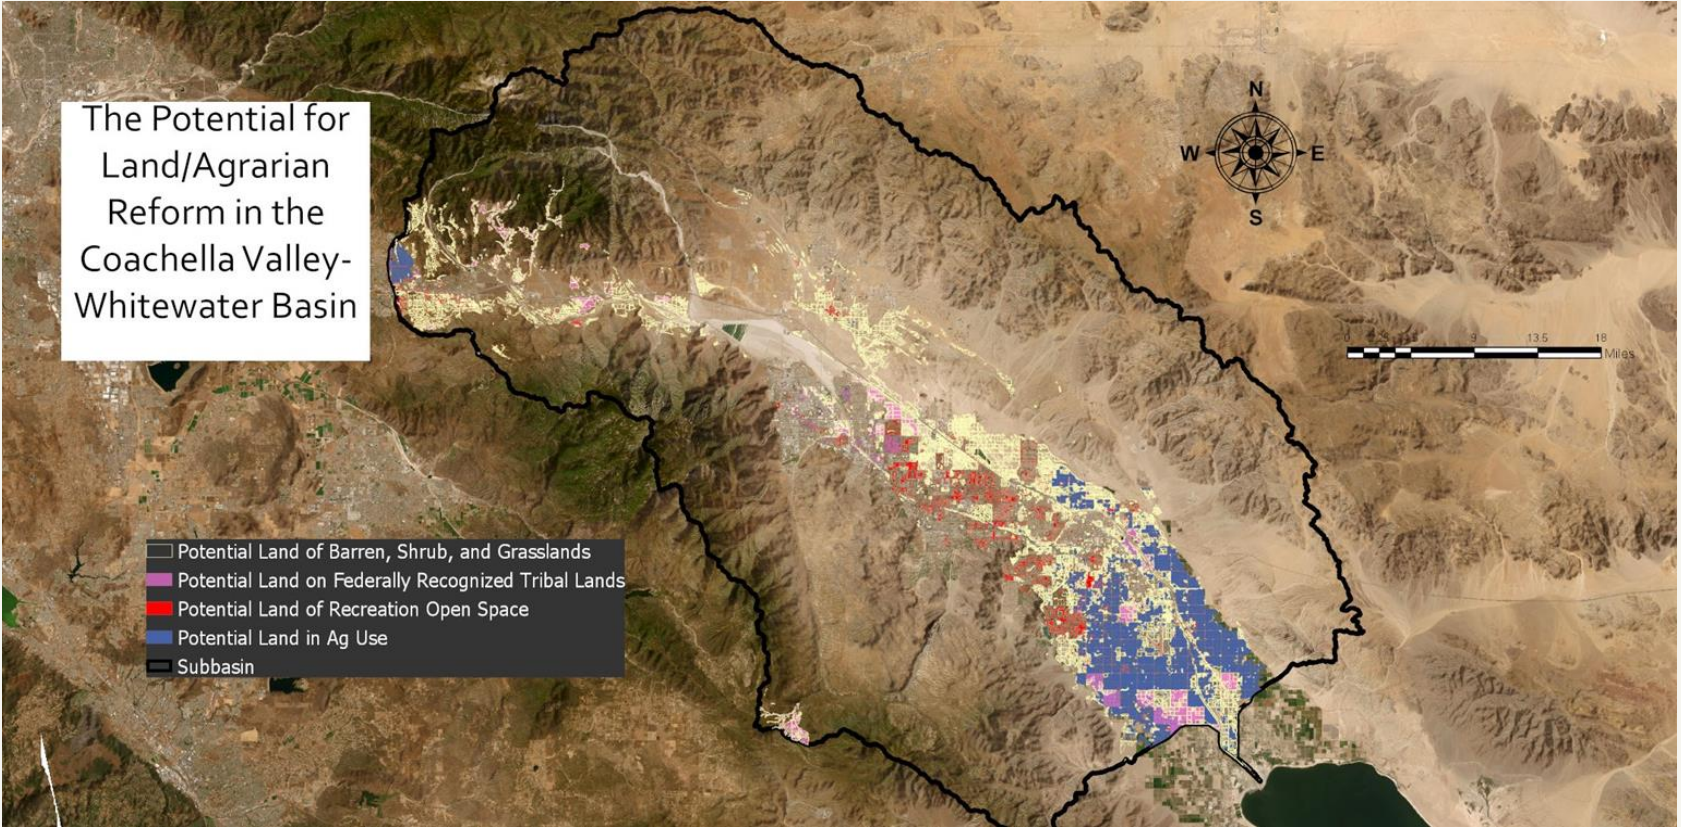 The Potential for
Land/Agrarian
Reform in the
Coachella Valley-
Whitewater Basin
N
W E
S
0 9 13.5 18
Miles
Potential Land of Barren, Shrub, and Grasslands
Potential Land on Federally Recognized Tribal Lands
Potential Land of Recreation Open Space
Potential Land in Ag Use
Subbasin